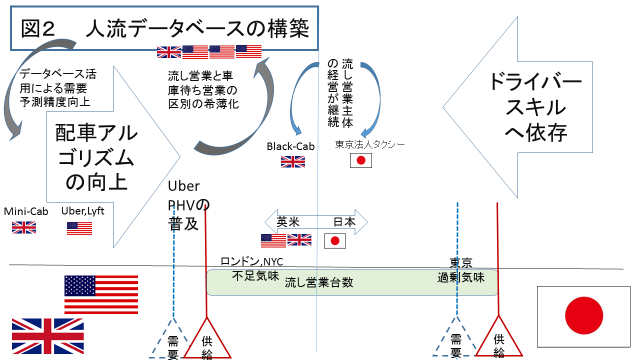 図２　人流データベースの構築
データベース活
用による需要
予測精度向上
流し営業と車
庫待ち営業の
区別の希薄化
流し営業主体
の経営が継続
ドライバー
スキル
へ依存
配車アル
ゴリズム
の向上
Black-Cab
東京法人タクシー
Mini-Cab
Uber,Lyft
Uber
PHVの
普及
英米
日本
ロンドン,NYC
不足気味
流し営業台数
東京
過剰気味
需要
供給
需要
供給